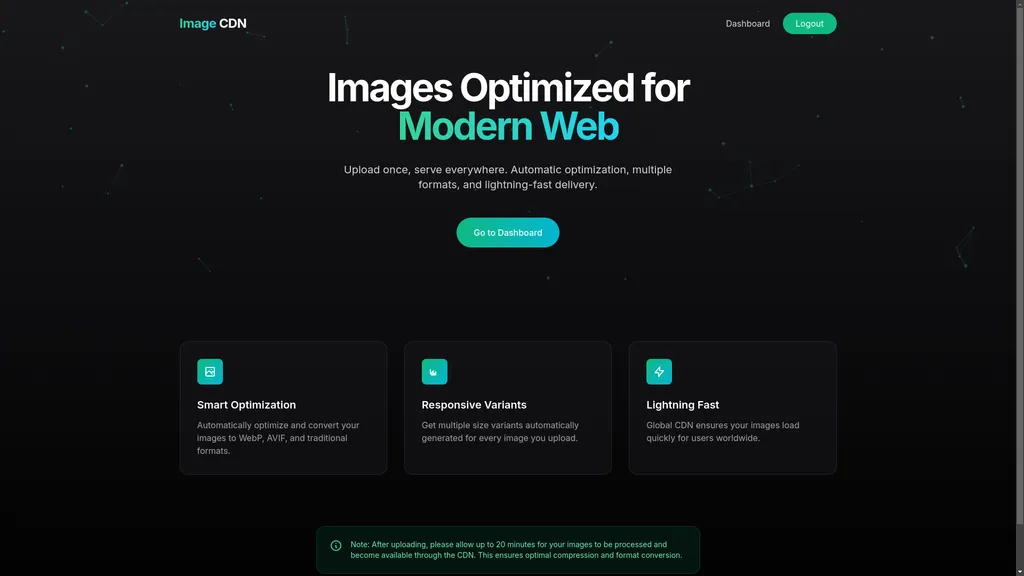 Image CDN
Dashboard
Logout
Images Optimized for
Modern Web
Upload once, serve everywhere. Automatic optimization, multiple
formats, and lightning-fast delivery.
Go to Dashboard
Smart Optimization
Automatically optimize and convert your
images to WebP, AVIF, and traditional
formats.
Responsive Variants
Get multiple size variants automatically
generated for every image you upload.
Lightning Fast
Global CDN ensures your images load
quickly for users worldwide.
Note: After uploading, please allow up to 20 minutes for your images to be processed and
become available through the CDN. This ensures optimal compression and format conversion.